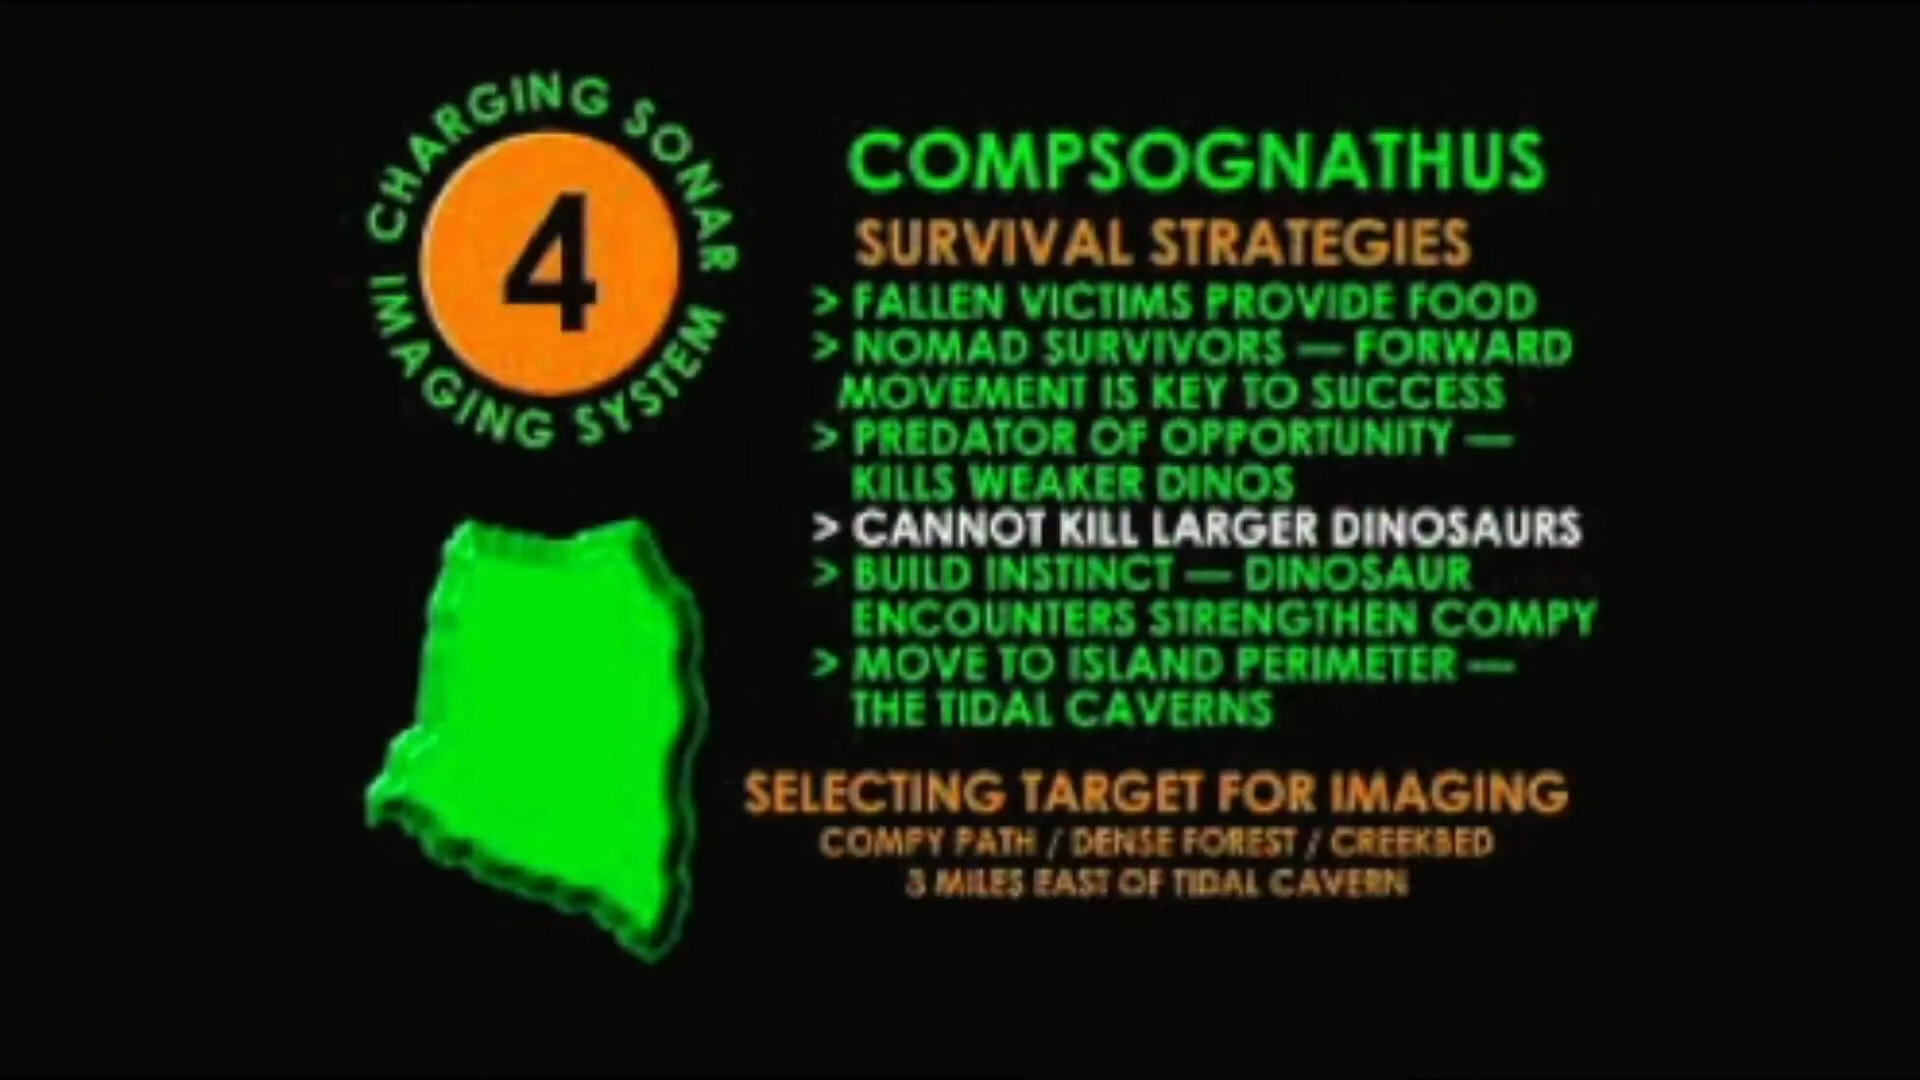 CHARGING SONAR
IMAGING SYSTEM
4
COMPSOGNATHUS
SURVIVAL STRATEGIES
> FALLEN VICTIMS PROVIDE FOOD
> NOMAD SURVIVORS — FORWARD
MOVEMENT IS KEY TO SUCCESS
> PREDATOR OF OPPORTUNITY —
KILLS WEAKER DINOS
> CANNOT KILL LARGER DINOSAURS
> BUILD INSTINCT — DINOSAUR
ENCOUNTERS STRENGTHEN COMPY
> MOVE TO ISLAND PERIMETER —
THE TIDAL CAVERNS
SELECTING TARGET FOR IMAGING
COMPY PATH / DENSE FOREST / CREEKBED
3 MILES EAST OF TIDAL CAVERN